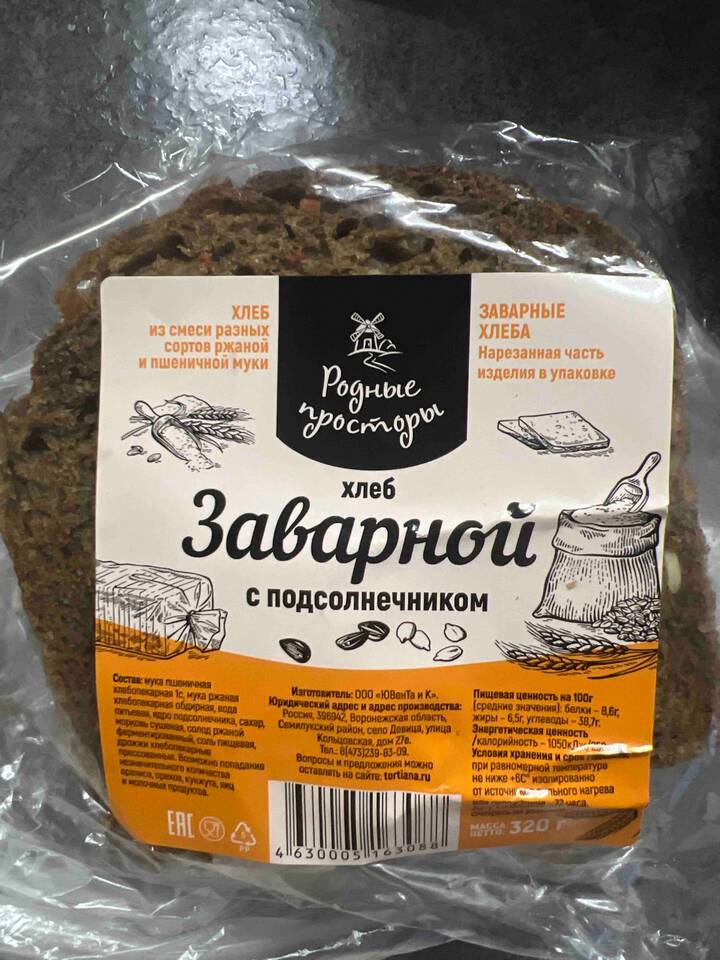 ХЛЕБ
из смеси разных
сортов ржаной
и пшеничной муки
Родные
просторы
ЗАВАРНЫЕ
ХЛЕБА
Нарезанная часть
изделия в упаковке
хлеб
Заварной
с подсолнечником
Состав: мука пшеничная
хлебопекарная 1с, мука ржаная
хлебопекарная обдирная, вода
питьевая, ядро подсолнечника, сахар,
морковь сушеная, солод ржаной
ферментированный, соль пищевая,
дрожжи хлебопекарные
прессованные. Возможно попадание
незначительного количества
арахиса, орехов, кунжута, яиц
и молочных продуктов.
Изготовитель: ООО «ЮВенТа и К».
Юридический адрес и адрес производства:
Россия, 396942, Воронежская область,
Семилукский район, село Девица, улица
Кольцовская, дом 27в.
Тел.: 8(473)239-83-09.
Вопросы и предложения можно
оставлять на сайте: tortiana.ru
Пищевая ценность на 100г
(средние значения): белки – 8,6г,
жиры – 6,5г, углеводы – 38,7г.
Энергетическая ценность
/калорийность – 1050кДж
Условия хранения и срок
при равномерной температуре
не ниже +6С° изолированно
от источников нагрева
72 часа.
EAC
5
PP
4 630005 163088
МАССА
НЕТТО: 320 г